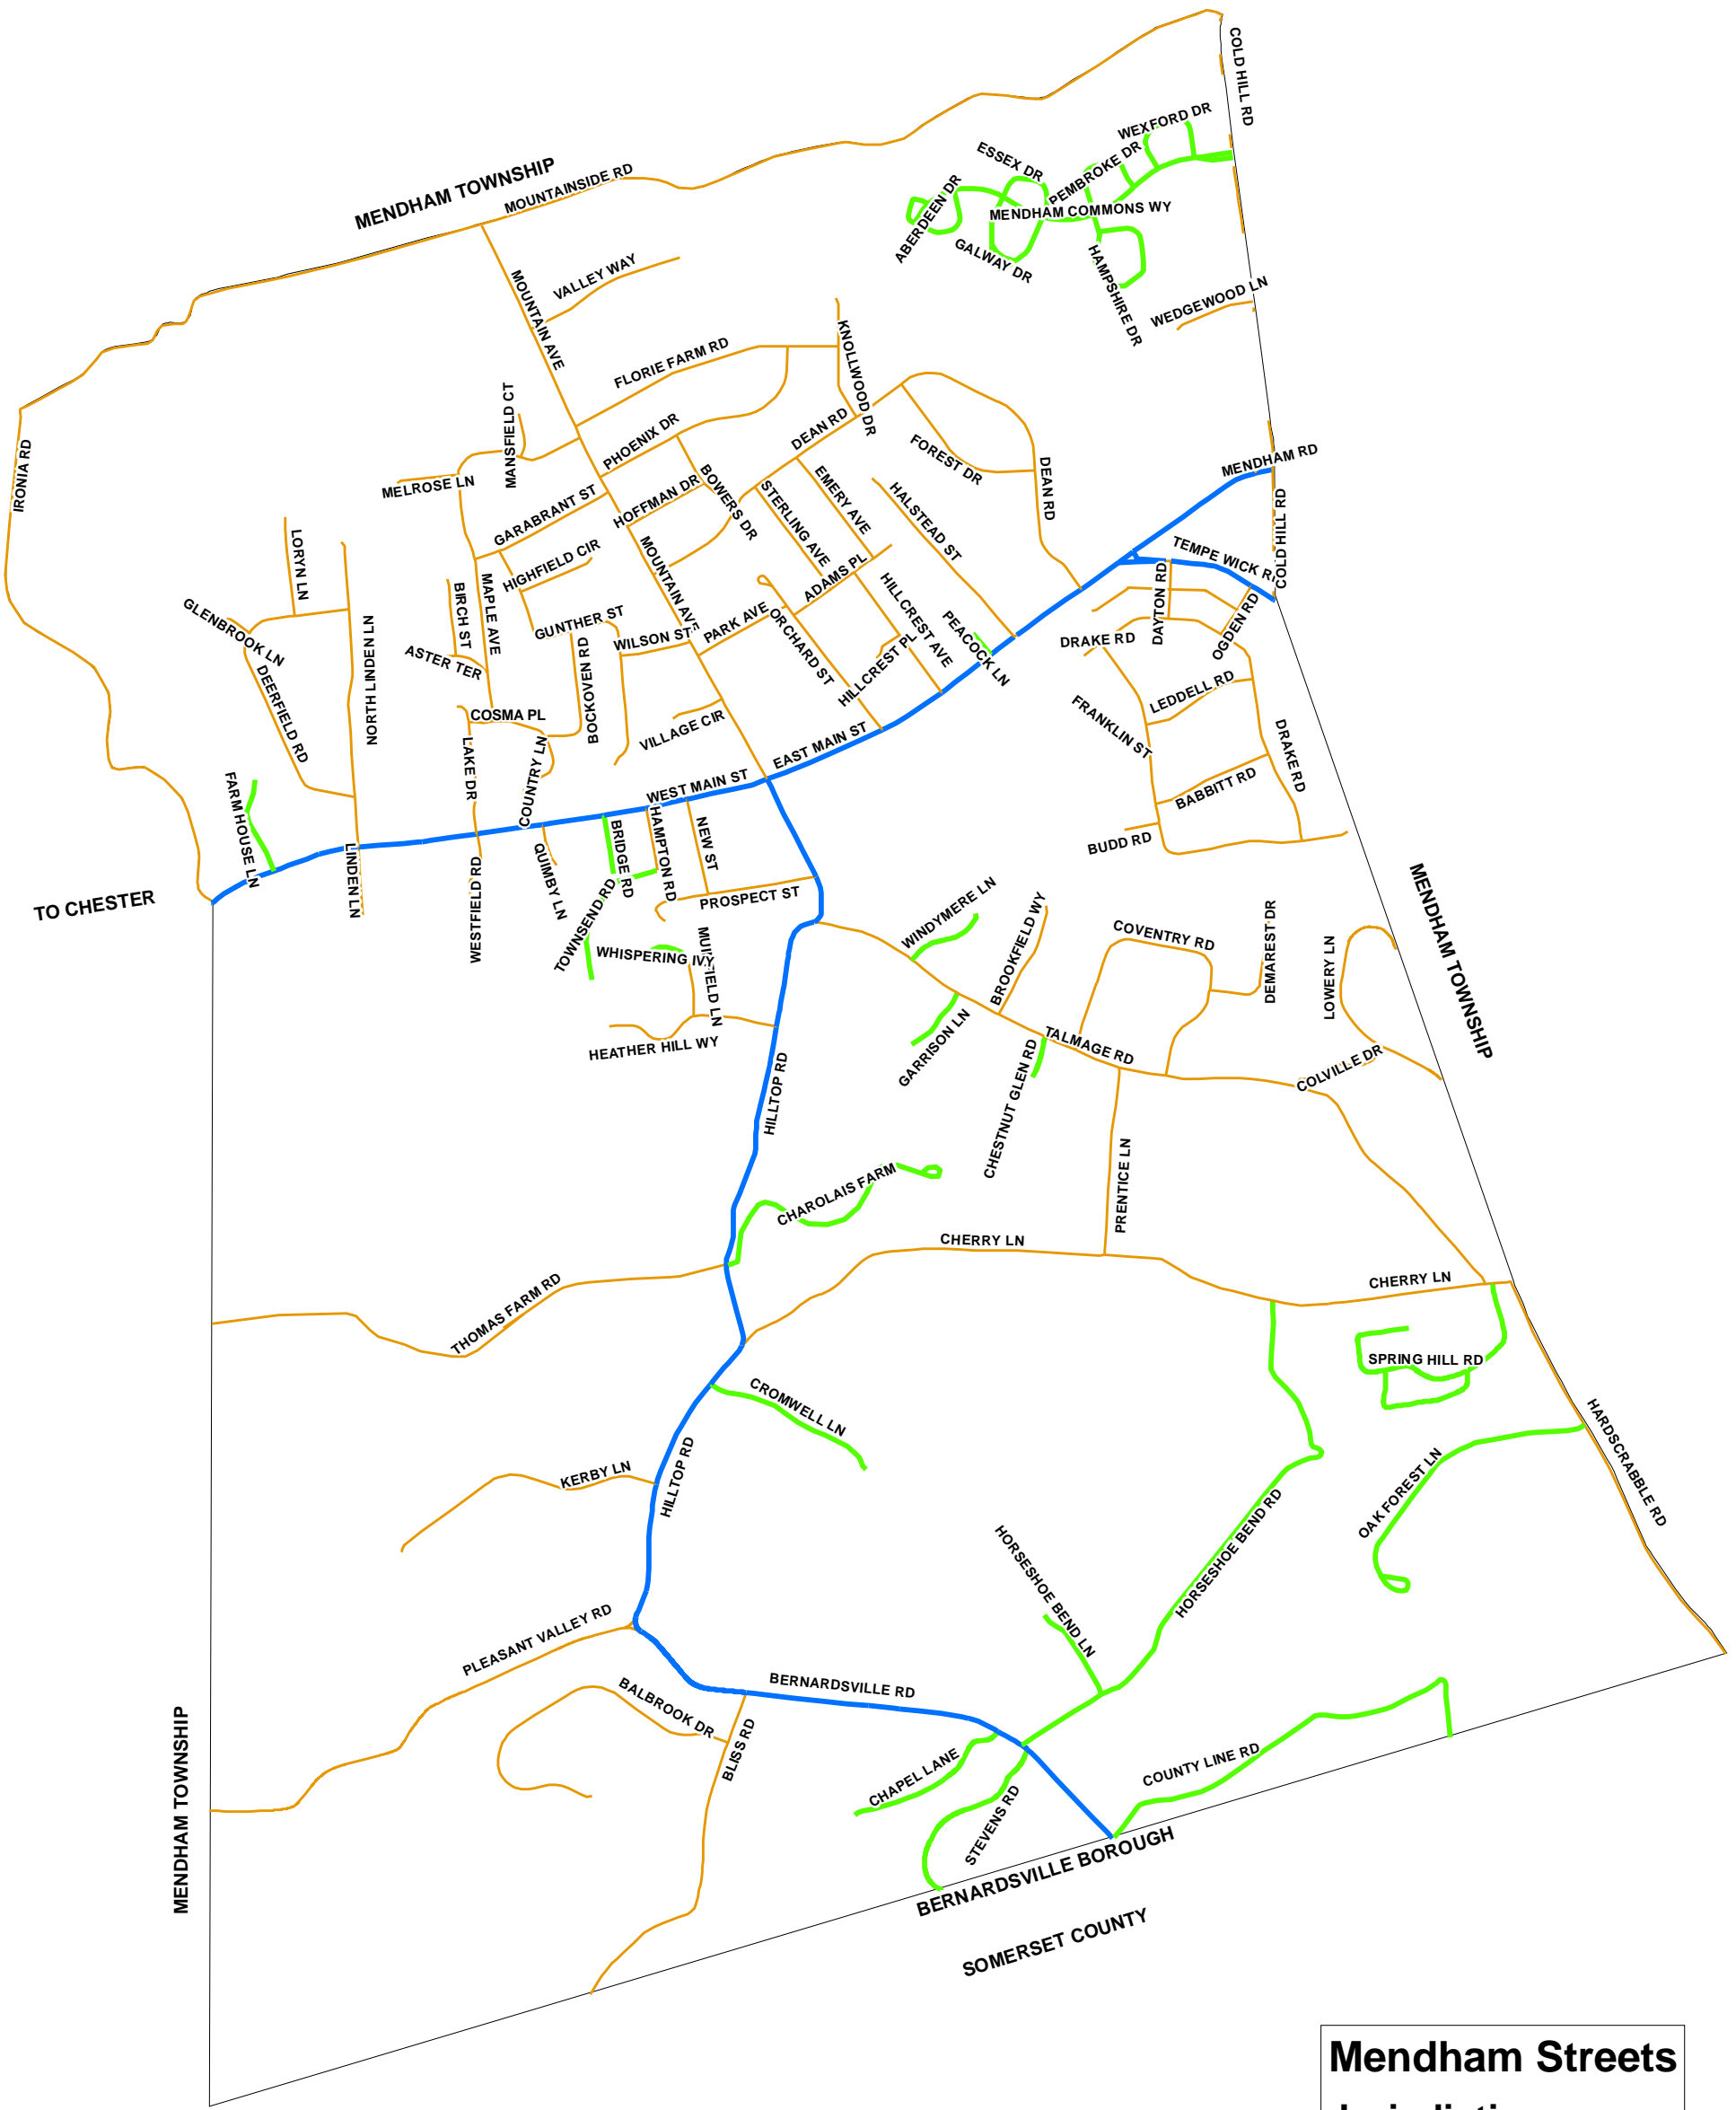 COLD HILL RD
WEXFORD DR
ESSEX DR
PEMBROKE DR
MENDHAM TOWNSHIP
MOUNTAINSIDE RD
ABERDEEN DR
MENDHAM COMMONS WY
GALWAY DR
HAMPSHIRE DR
VALLEY WAY
MOUNTAIN AVE
WEDGEWOOD LN
KNOLLWOOD DR
FLORIE FARM RD
MANSFIELD CT
PHOENIX DR
DEAN RD
FOREST DR
IRONIA RD
MELROSE LN
BOWERS DR
EMERY AVE
DEAN RD
MENDHAM RD
GARABRANT ST
HOFFMAN DR
STERLING AVE
HALSTEAD ST
COLD HILL RD
LORYN LN
HIGHFIELD CIR
MOUNTAIN AVE
ADAMS PL
TEMPE WICK
GLENBROOK LN
BIRCH ST
MAPLE AVE
GUNTHER ST
WILSON ST
PARK AVE
ORCHARD ST
HILLCREST AVE
PEACOCK LN
DRAKE RD
DAYTON RD
OGDEN RD
NORTH LINDEN LN
ASTER TER
BOCKOVEN RD
HILLCREST PL
DEERFIELD RD
COSMA PL
VILLAGE CIR
LEDDELL RD
FRANKLIN ST
DRAKE RD
LAKE DR
COUNTRY LN
EAST MAIN ST
WEST MAIN ST
BABBITT RD
FARM HOUSE LN
LINDEN LN
QUIMBY LN
BRIDGE RD
HAMPTON RD
NEW ST
BUDD RD
TO CHESTER
WESTFIELD RD
TOWNSEND RD
PROSPECT ST
WINDYMERE LN
BROOKFIELD WY
COVENTRY RD
DEMAREST DR
LOWERY LN
MENDHAM TOWNSHIP
WHISPERING IVY
MUIRFIELD LN
HEATHER HILL WY
GARRISON LN
TALMAGE RD
COLVILLE DR
HILLTOP RD
CHESTNUT GLEN RD
PRENTICE LN
CHAROLAIS FARM
CHERRY LN
CHERRY LN
THOMAS FARM RD
SPRING HILL RD
CROMWELL LN
HARDSCRABBLE RD
KERBY LN
HILLTOP RD
OAK FOREST LN
HORSESHOE BEND RD
HORSESHOE BEND LN
PLEASANT VALLEY RD
BALBROOK DR
BERNARDSVILLE RD
MENDHAM TOWNSHIP
BLISS RD
CHAPEL LANE
COUNTY LINE RD
STEVENS RD
BERNARDSVILLE BOROUGH
SOMERSET COUNTY
Mendham Streets